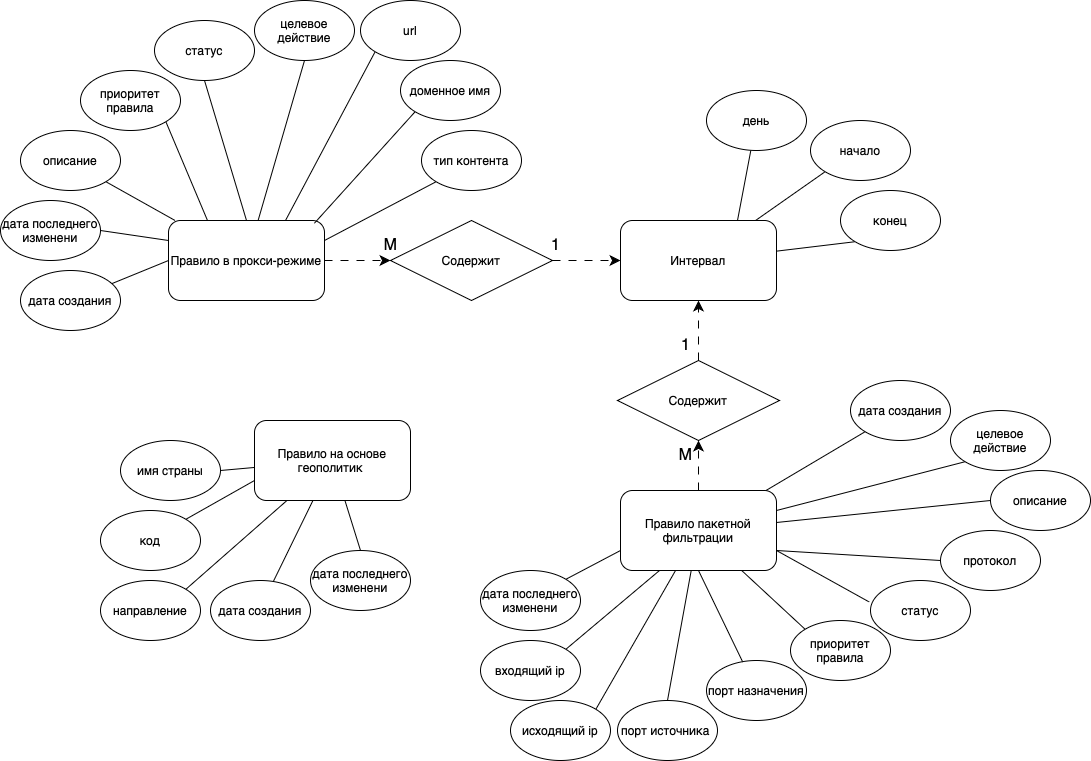 целевое
действие
url
статус
доменное имя
приоритет
правила
тип контента
описание
дата последнего
изменени
дата создания
Правило в прокси-режиме
M
Содержит
1
Интервал
день
начало
конец
1
Содержит
M
Правило на основе
геополитик
имя страны
код
направление
дата создания
дата последнего
изменени
Правило пакетной
фильтрации
дата создания
целевое
действие
описание
протокол
статус
приоритет
правила
порт назначения
порт источника
исходящий ip
входящий ip
дата последнего
изменени